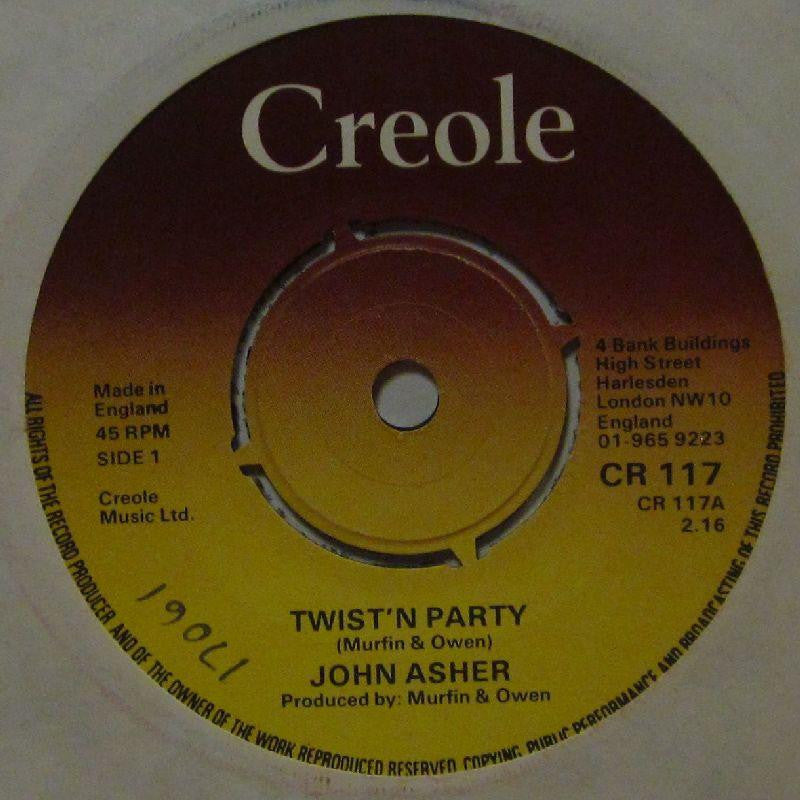 Creole
Made in
England
45 RPM
SIDE 1
Creole
Music Ltd.
4 Bank Buildings
High Street
Harlesden
London NW10
England
01-965 9223
CR 117
CR 117A
2.16
TWIST'N PARTY
(Murfin & Owen)
JOHN ASHER
Produced by: Murfin & Owen
ALL RIGHTS OF THE RECORD PRODUCER AND OF THE OWNER OF THE WORK REPRODUCED RESERVED COPYING, PUBLIC PERFORMANCE AND BROADCASTING OF THIS RECORD PROHIBITED